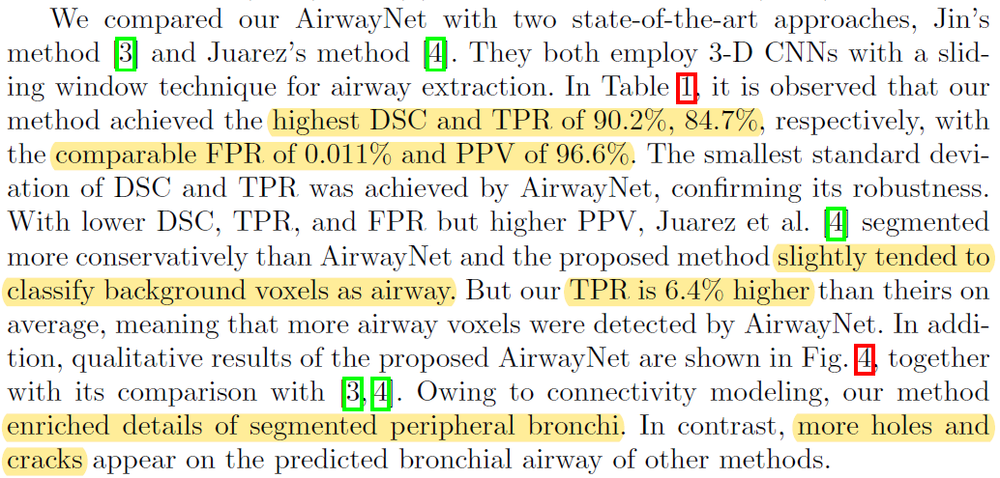 We compared our AirwayNet with two state-of-the-art approaches, Jin's
method [3] and Juarez's method [4]. They both employ 3-D CNNs with a slid-
ing window technique for airway extraction. In Table 1, it is observed that our
method achieved the highest DSC and TPR of 90.2%, 84.7%, respectively, with
the comparable FPR of 0.011% and PPV of 96.6%. The smallest standard devi-
ation of DSC and TPR was achieved by AirwayNet, confirming its robustness.
With lower DSC, TPR, and FPR but higher PPV, Juarez et al. [4] segmented
more conservatively than AirwayNet and the proposed method slightly tended to
classify background voxels as airway. But our TPR is 6.4% higher than theirs on
average, meaning that more airway voxels were detected by AirwayNet. In addi-
tion, qualitative results of the proposed AirwayNet are shown in Fig. 4, together
with its comparison with [3,4]. Owing to connectivity modeling, our method
enriched details of segmented peripheral bronchi. In contrast, more holes and
cracks appear on the predicted bronchial airway of other methods.